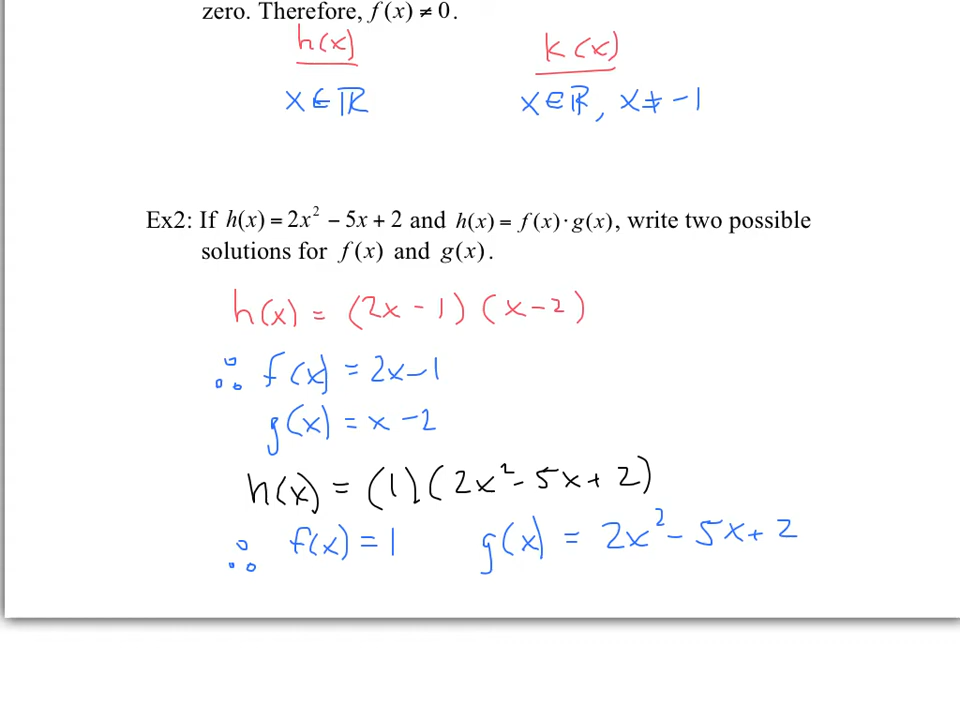 zero. Therefore, f(x) ≠ 0.
h(x) k(x)
x ∈ ℝ x ∈ ℝ, x ≠ -1
Ex2: If h(x) = 2x² − 5x + 2 and h(x) = f(x)·g(x), write two possible
solutions for f(x) and g(x).
h(x) = (2x - 1) (x - 2)
∴ f(x) = 2x - 1
g(x) = x - 2
h(x) = (1) (2x² - 5x + 2)
∴ f(x) = 1 g(x) = 2x² - 5x + 2